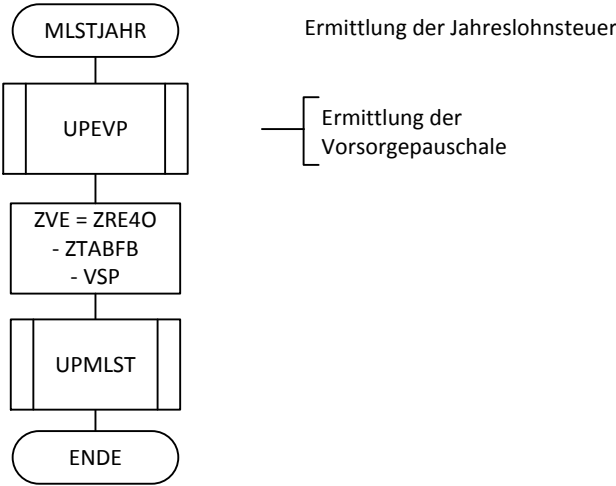 MLSTJAHR
Ermittlung der Jahreslohnsteuer
UPEVP
Ermittlung der
Vorsorgepauschale
ZVE = ZRE4O
- ZTABFB
- VSP
UPMLST
ENDE